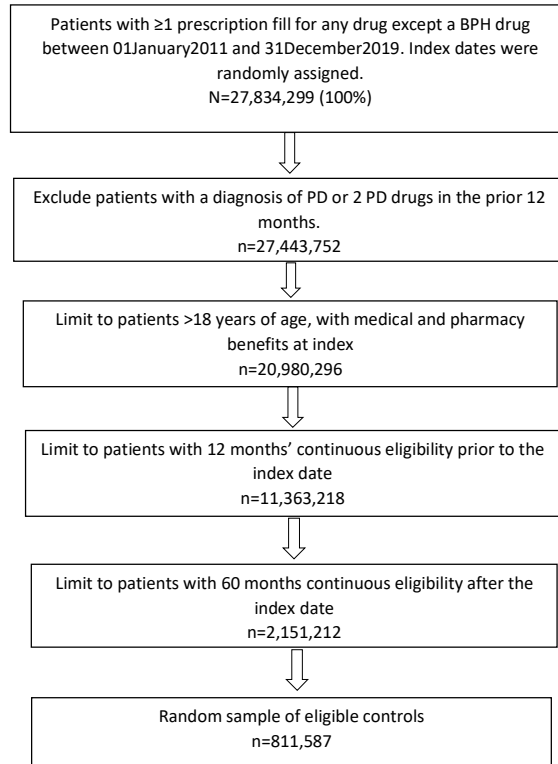 Patients with ≥1 prescription fill for any drug except a BPH drug
between 01January2011 and 31December2019. Index dates were
randomly assigned.
N=27,834,299 (100%)
Exclude patients with a diagnosis of PD or 2 PD drugs in the prior 12
months.
n=27,443,752
Limit to patients >18 years of age, with medical and pharmacy
benefits at index
n=20,980,296
Limit to patients with 12 months’ continuous eligibility prior to the
index date
n=11,363,218
Limit to patients with 60 months continuous eligibility after the
index date
n=2,151,212
Random sample of eligible controls
n=811,587